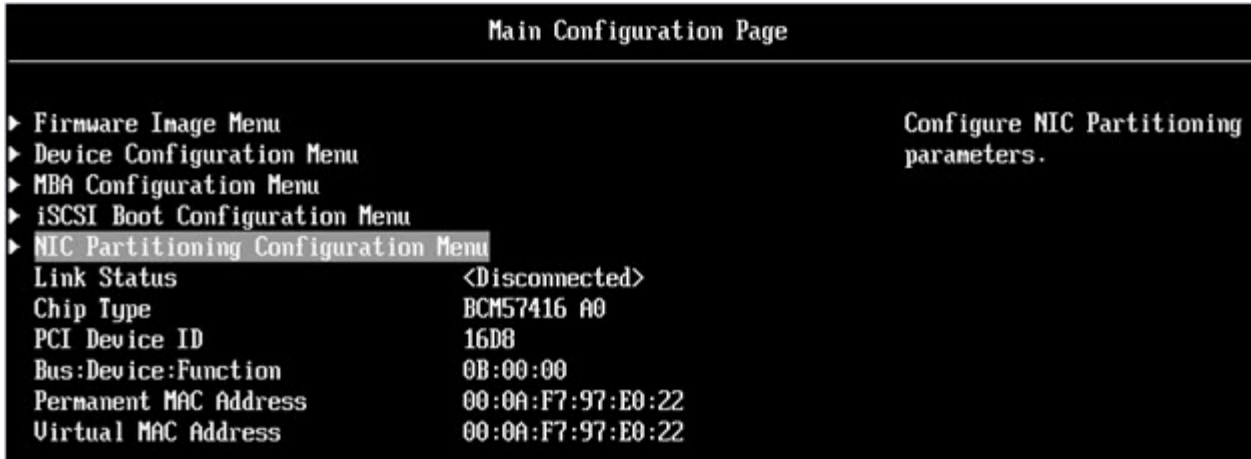 Main Configuration Page
Firmware Image Menu
Configure NIC Partitioning
Device Configuration Menu
parameters.
MBA Configuration Menu
iSCSI Boot Configuration Menu
NIC Partitioning Configuration Menu
Link Status <Disconnected>
Chip Type BCM57416 A0
PCI Device ID 16D8
Bus:Device:Function 0B:00:00
Permanent MAC Address 00:0A:F7:97:E0:22
Virtual MAC Address 00:0A:F7:97:E0:22